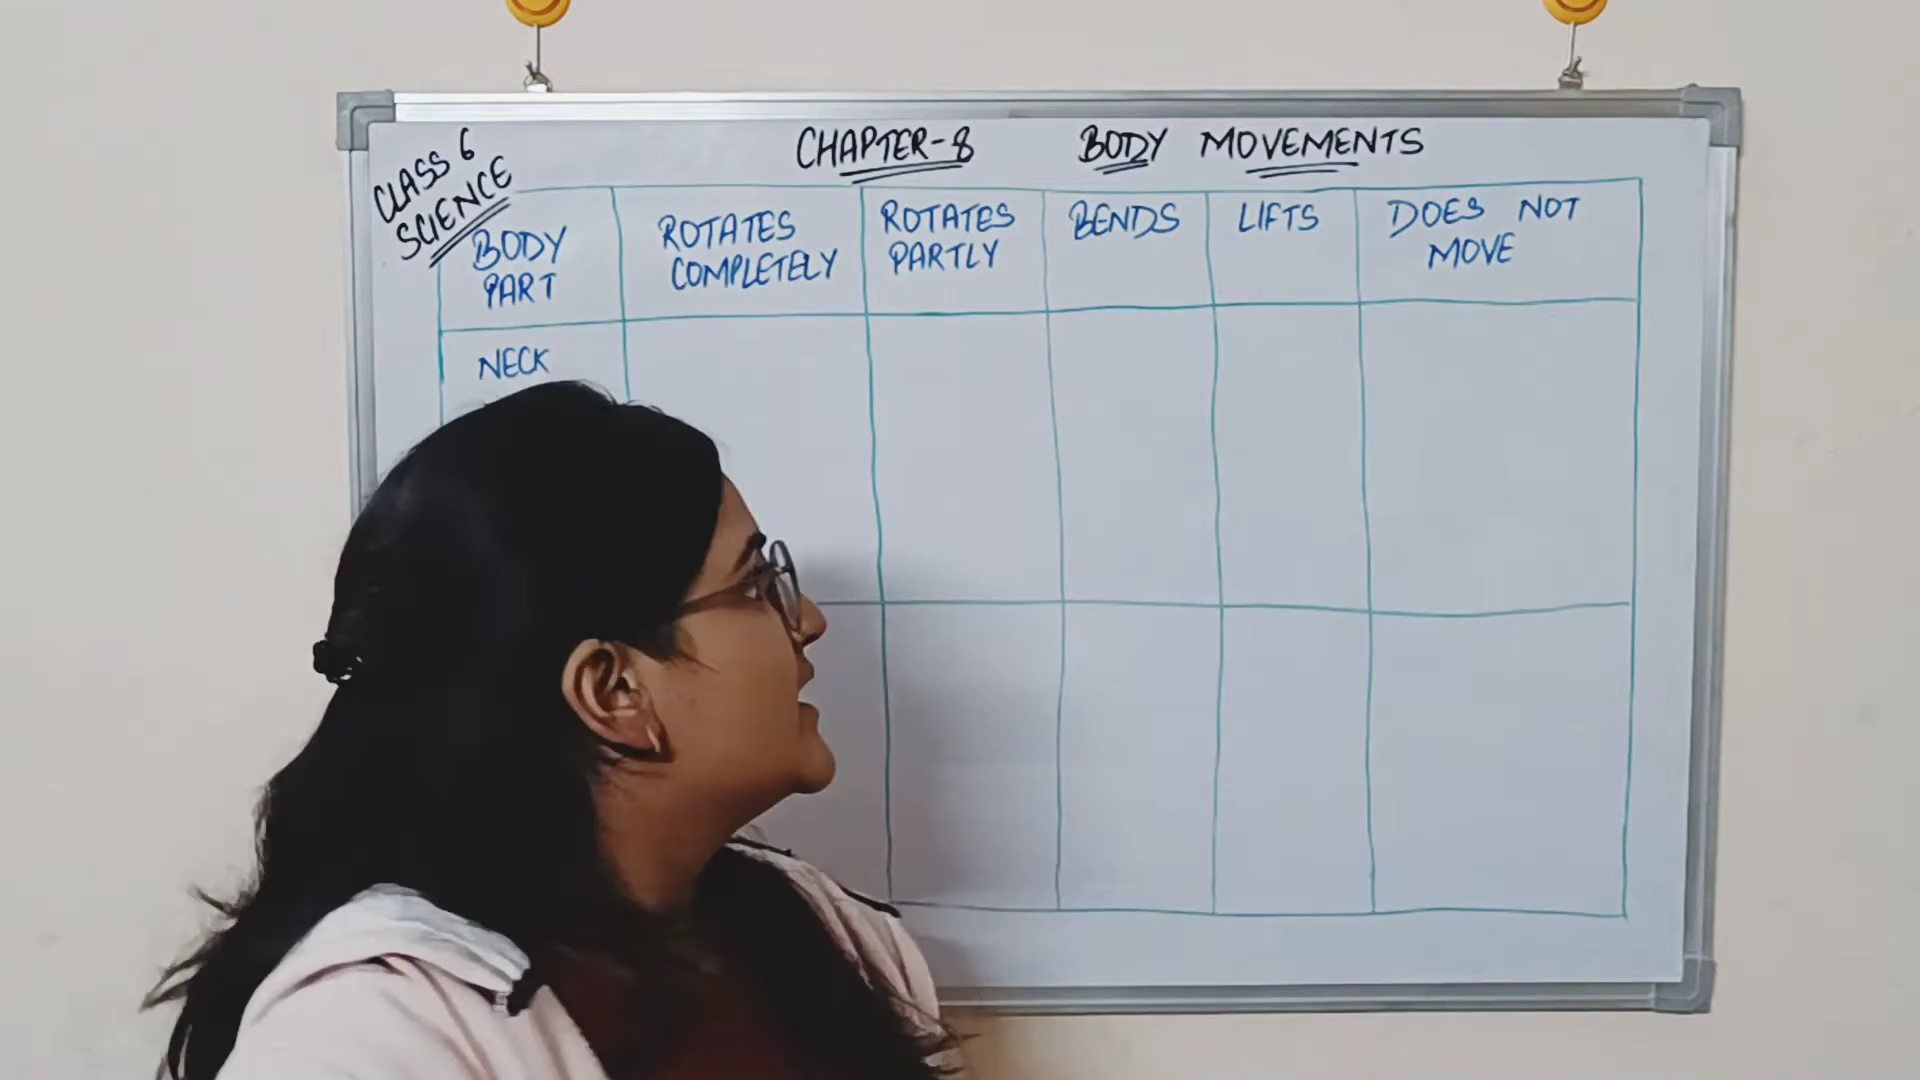 CLASS 6
SCIENCE
CHAPTER-8 BODY MOVEMENTS
BODY
PART
ROTATES
COMPLETELY
ROTATES
PARTLY
BENDS
LIFTS
DOES NOT
MOVE
NECK